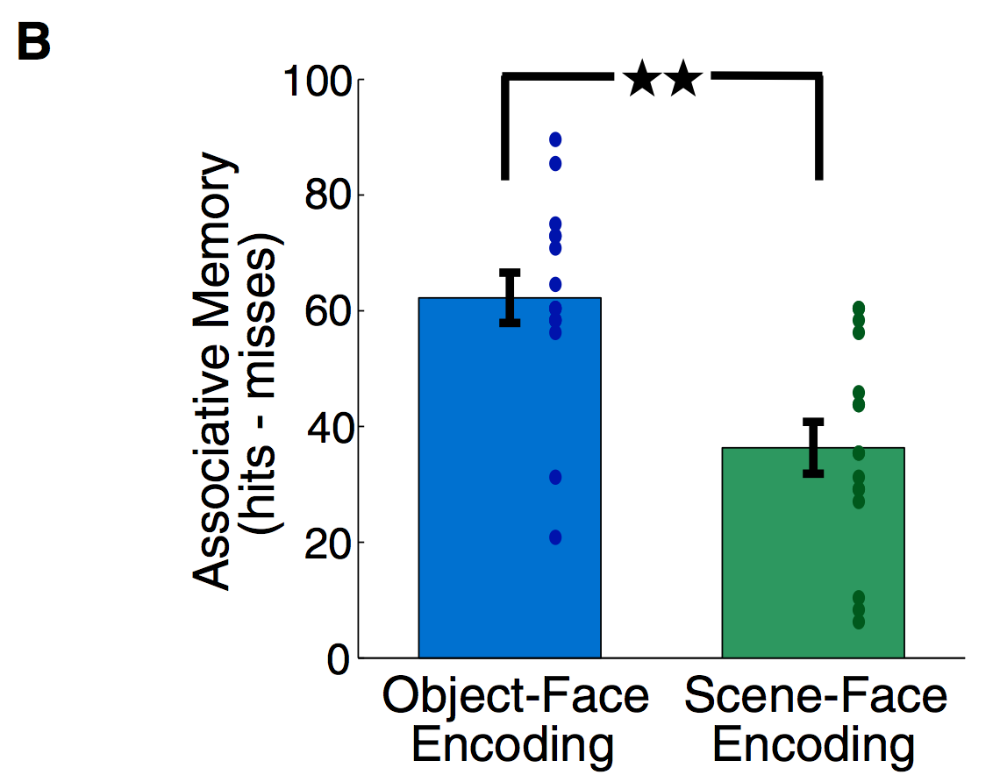 B
100
80
60
40
20
0
Associative Memory
(hits - misses)
★★
Object-Face
Encoding
Scene-Face
Encoding